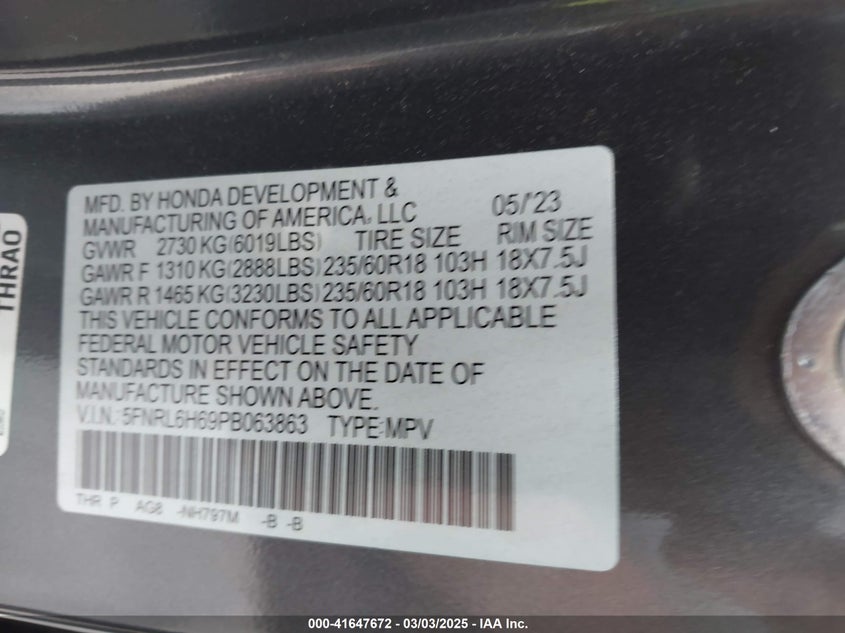 MFD. BY HONDA DEVELOPMENT &
MANUFACTURING OF AMERICA, LLC 05/'23
GVWR 2730 KG(6019LBS) TIRE SIZE RIM SIZE
GAWR F 1310 KG(2888LBS) 235/60R18 103H 18X7.5J
GAWR R 1465 KG(3230LBS) 235/60R18 103H 18X7.5J
THIS VEHICLE CONFORMS TO ALL APPLICABLE
FEDERAL MOTOR VEHICLE SAFETY
STANDARDS IN EFFECT ON THE DATE OF
MANUFACTURE SHOWN ABOVE.
V.I.N.: 5FNRL6H69PB063863 TYPE:MPV
THR P AG8 -NH797M -B -B
THRA0
000-41647672 - 03/03/2025 - IAA Inc.